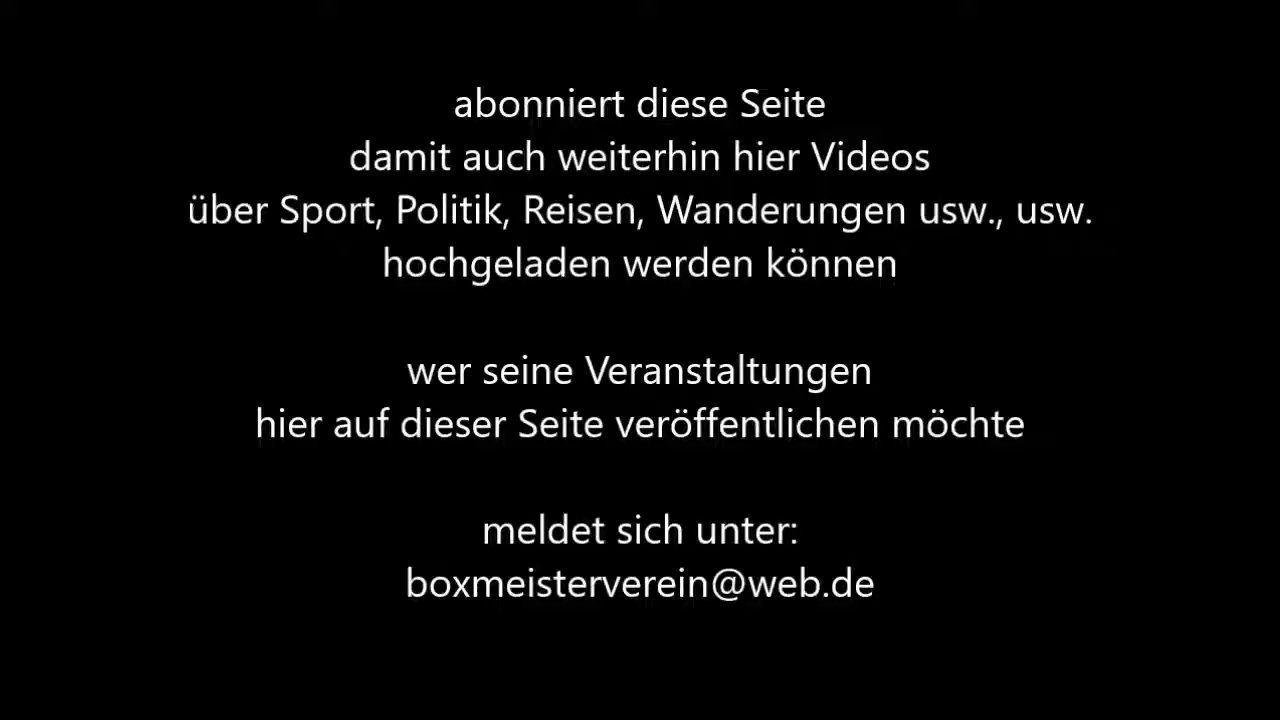 abonniert diese Seite
damit auch weiterhin hier Videos
über Sport, Politik, Reisen, Wanderungen usw., usw.
hochgeladen werden können
wer seine Veranstaltungen
hier auf dieser Seite veröffentlichen möchte
meldet sich unter:
boxmeisterverein@web.de